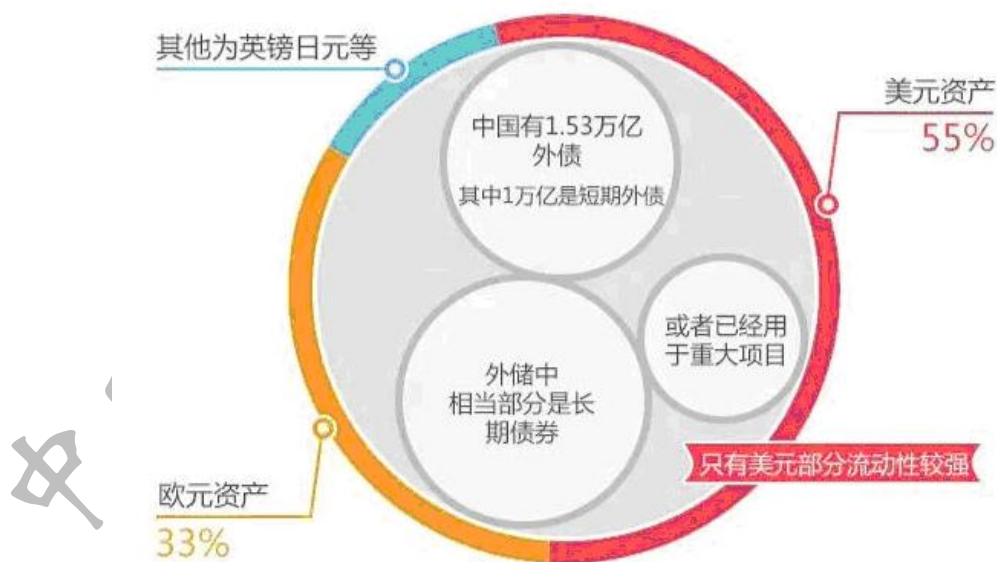 其他为英镑日元等
美元资产
55%
中国有1.53万亿
外债
其中1万亿是短期外债
或者已经用
于重大项目
外储中
相当部分是长
期债券
只有美元部分流动性较强
欧元资产
33%
中